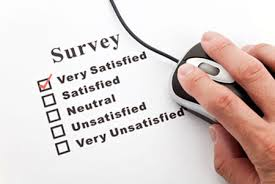 Survey
Very Satisfied
Satisfied
Neutral
Unsatisfied
Very Unsatisfied